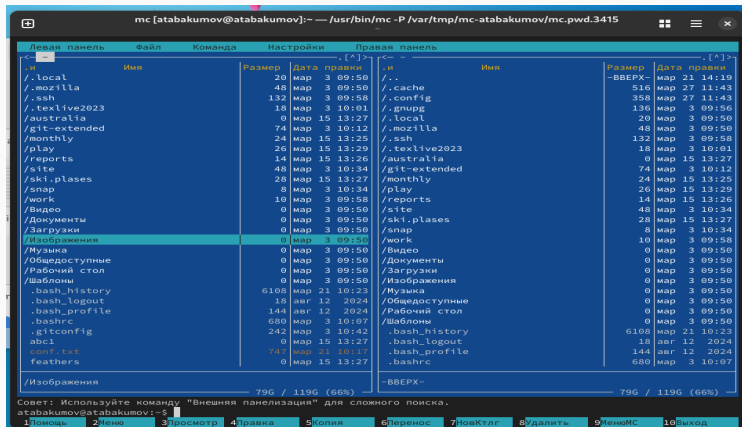 mc [atabakumov@atabakumov]:~ — /usr/bin/mc -P /var/tmp/mc-atabakumov/mc.pwd.3415
~
Левая панель Файл Команда Настройки Правая панель
<— ~ .[^]> <— ~ .[^]>
.и Имя Размер Дата правки .и Имя Размер Дата правки
/.local 20 мар 3 09:50 /.. -ВВЕРХ- мар 21 14:19
/.mozilla 48 мар 3 09:50 /.cache 516 мар 27 11:43
/.ssh 132 мар 3 09:58 /.config 358 мар 27 11:43
/.texlive2023 18 мар 3 10:01 /.gnupg 136 мар 3 09:56
/australia 0 мар 15 13:27 /.local 20 мар 3 09:50
/git-extended 74 мар 3 10:12 /.mozilla 48 мар 3 09:50
/monthly 24 мар 15 13:25 /.ssh 132 мар 3 09:58
/play 26 мар 15 13:29 /.texlive2023 18 мар 3 10:01
/reports 14 мар 15 13:26 /australia 0 мар 15 13:27
/site 48 мар 3 10:34 /git-extended 74 мар 3 10:12
/ski.plases 28 мар 15 13:27 /monthly 24 мар 15 13:25
/snap 8 мар 3 10:34 /play 26 мар 15 13:29
/work 10 мар 3 09:58 /reports 14 мар 15 13:26
/Видео 0 мар 3 09:50 /site 48 мар 3 10:34
/Документы 0 мар 3 09:50 /ski.plases 28 мар 15 13:27
/Загрузки 0 мар 3 09:50 /snap 8 мар 3 10:34
/Изображения 0 мар 3 09:50 /work 10 мар 3 09:58
/Музыка 0 мар 3 09:50 /Видео 0 мар 3 09:50
/Общедоступные 0 мар 3 09:50 /Документы 0 мар 3 09:50
/Рабочий стол 0 мар 3 09:50 /Загрузки 0 мар 3 09:50
/Шаблоны 0 мар 3 09:50 /Изображения 0 мар 3 09:50
.bash_history 6108 мар 21 10:23 /Музыка 0 мар 3 09:50
.bash_logout 18 авг 12 2024 /Общедоступные 0 мар 3 09:50
.bash_profile 144 авг 12 2024 /Рабочий стол 0 мар 3 09:50
.bashrc 680 мар 3 10:07 /Шаблоны 0 мар 3 09:50
.gitconfig 242 мар 3 10:42 .bash_history 6108 мар 21 10:23
abc1 0 мар 15 13:27 .bash_logout 18 авг 12 2024
conf.txt 747 мар 21 10:17 .bash_profile 144 авг 12 2024
feathers 0 мар 15 13:27 .bashrc 680 мар 3 10:07
/Изображения -ВВЕРХ-
79G / 119G (66%) 79G / 119G (66%)
Совет: Используйте команду "Внешняя панелизация" для сложного поиска.
atabakumov@atabakumov:~$
1Помощь 2Меню 3Просмотр 4Правка 5Копия 6Перенос 7НовКтлг 8Удалить 9МенюМС 10Выход